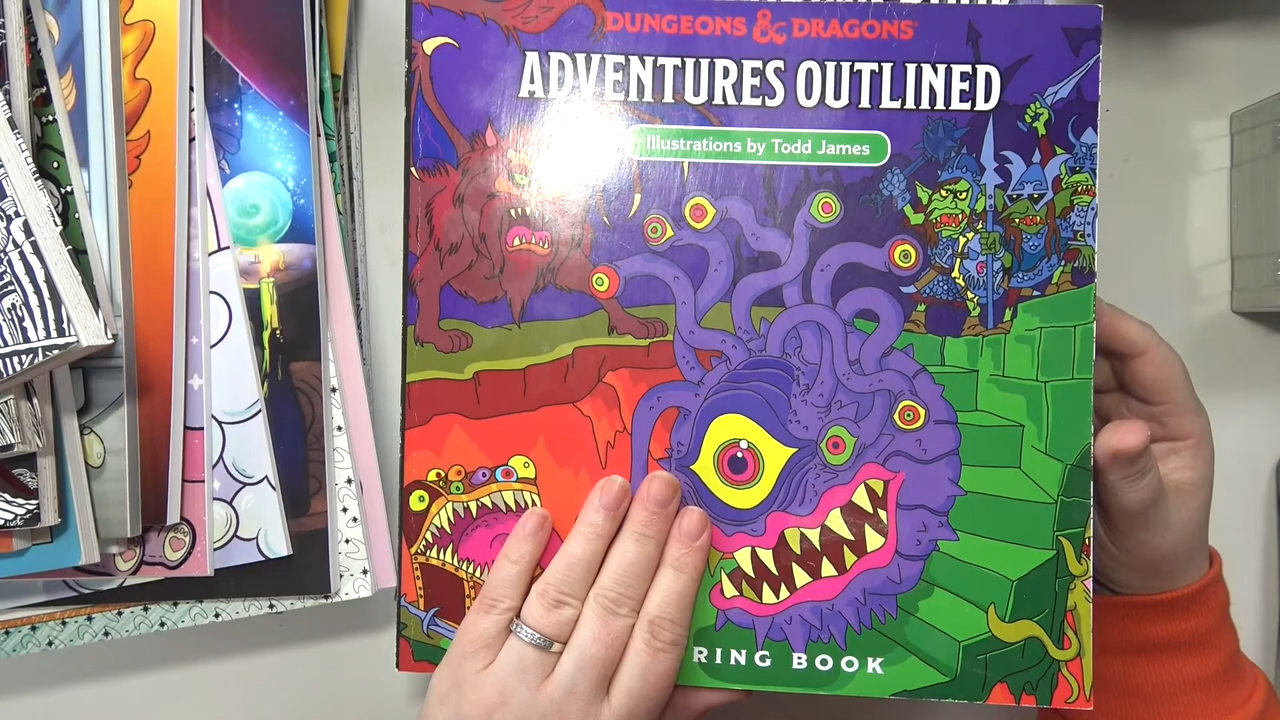 DUNGEONS & DRAGONS
ADVENTURES OUTLINED
Illustrations by Todd James
RING BOOK